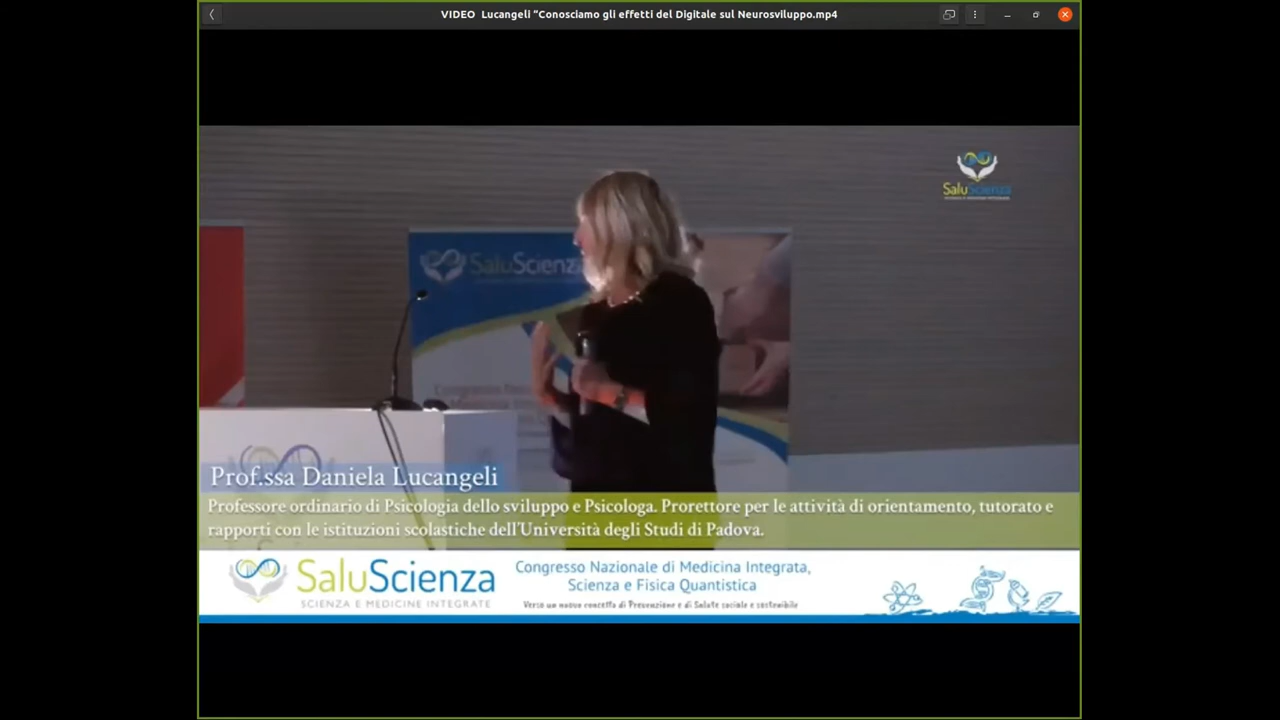 VIDEO Lucangeli “Conosciamo gli effetti del Digitale sul Neurosviluppo.mp4
SaluScienza
SaluScienza
Prof.ssa Daniela Lucangeli
Professore ordinario di Psicologia dello sviluppo e Psicologa. Prorettore per le attività di orientamento, tutorato e
rapporti con le istituzioni scolastiche dell'Università degli Studi di Padova.
SaluScienza
SCIENZA E MEDICINE INTEGRATE
Congresso Nazionale di Medicina Integrata,
Scienza e Fisica Quantistica
Verso un nuovo concetto di Prevenzione e di Salute sociale e sostenibile